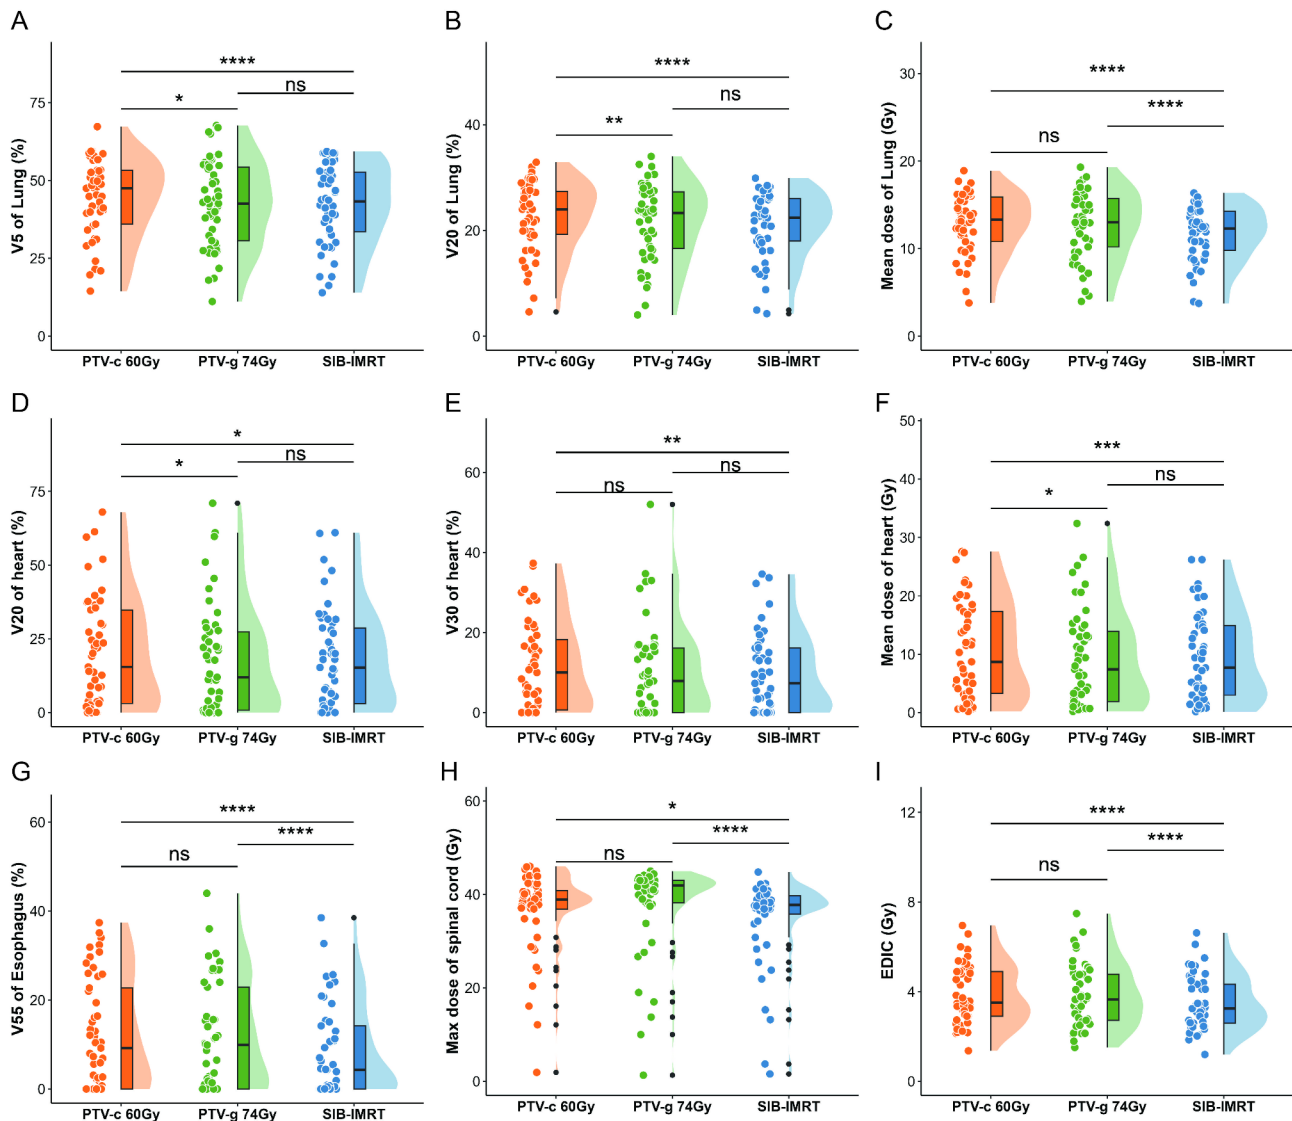 A
V5 of Lung (%)
75
50
25
0
****
*
ns
PTV-c 60Gy
PTV-g 74Gy
SIB-IMRT
B
V20 of Lung (%)
40
20
0
****
**
ns
PTV-c 60Gy
PTV-g 74Gy
SIB-IMRT
C
Mean dose of Lung (Gy)
30
20
10
0
****
****
ns
PTV-c 60Gy
PTV-g 74Gy
SIB-IMRT
D
V20 of heart (%)
75
50
25
0
*
*
ns
PTV-c 60Gy
PTV-g 74Gy
SIB-IMRT
E
V30 of heart (%)
60
40
20
0
**
ns
ns
PTV-c 60Gy
PTV-g 74Gy
SIB-IMRT
F
Mean dose of heart (Gy)
50
40
30
20
10
0
***
*
ns
PTV-c 60Gy
PTV-g 74Gy
SIB-IMRT
G
V55 of Esophagus (%)
60
40
20
0
****
****
ns
PTV-c 60Gy
PTV-g 74Gy
SIB-IMRT
H
Max dose of spinal cord (Gy)
60
40
20
0
*
****
ns
PTV-c 60Gy
PTV-g 74Gy
SIB-IMRT
I
EDIC (Gy)
12
8
4
0
****
****
ns
PTV-c 60Gy
PTV-g 74Gy
SIB-IMRT